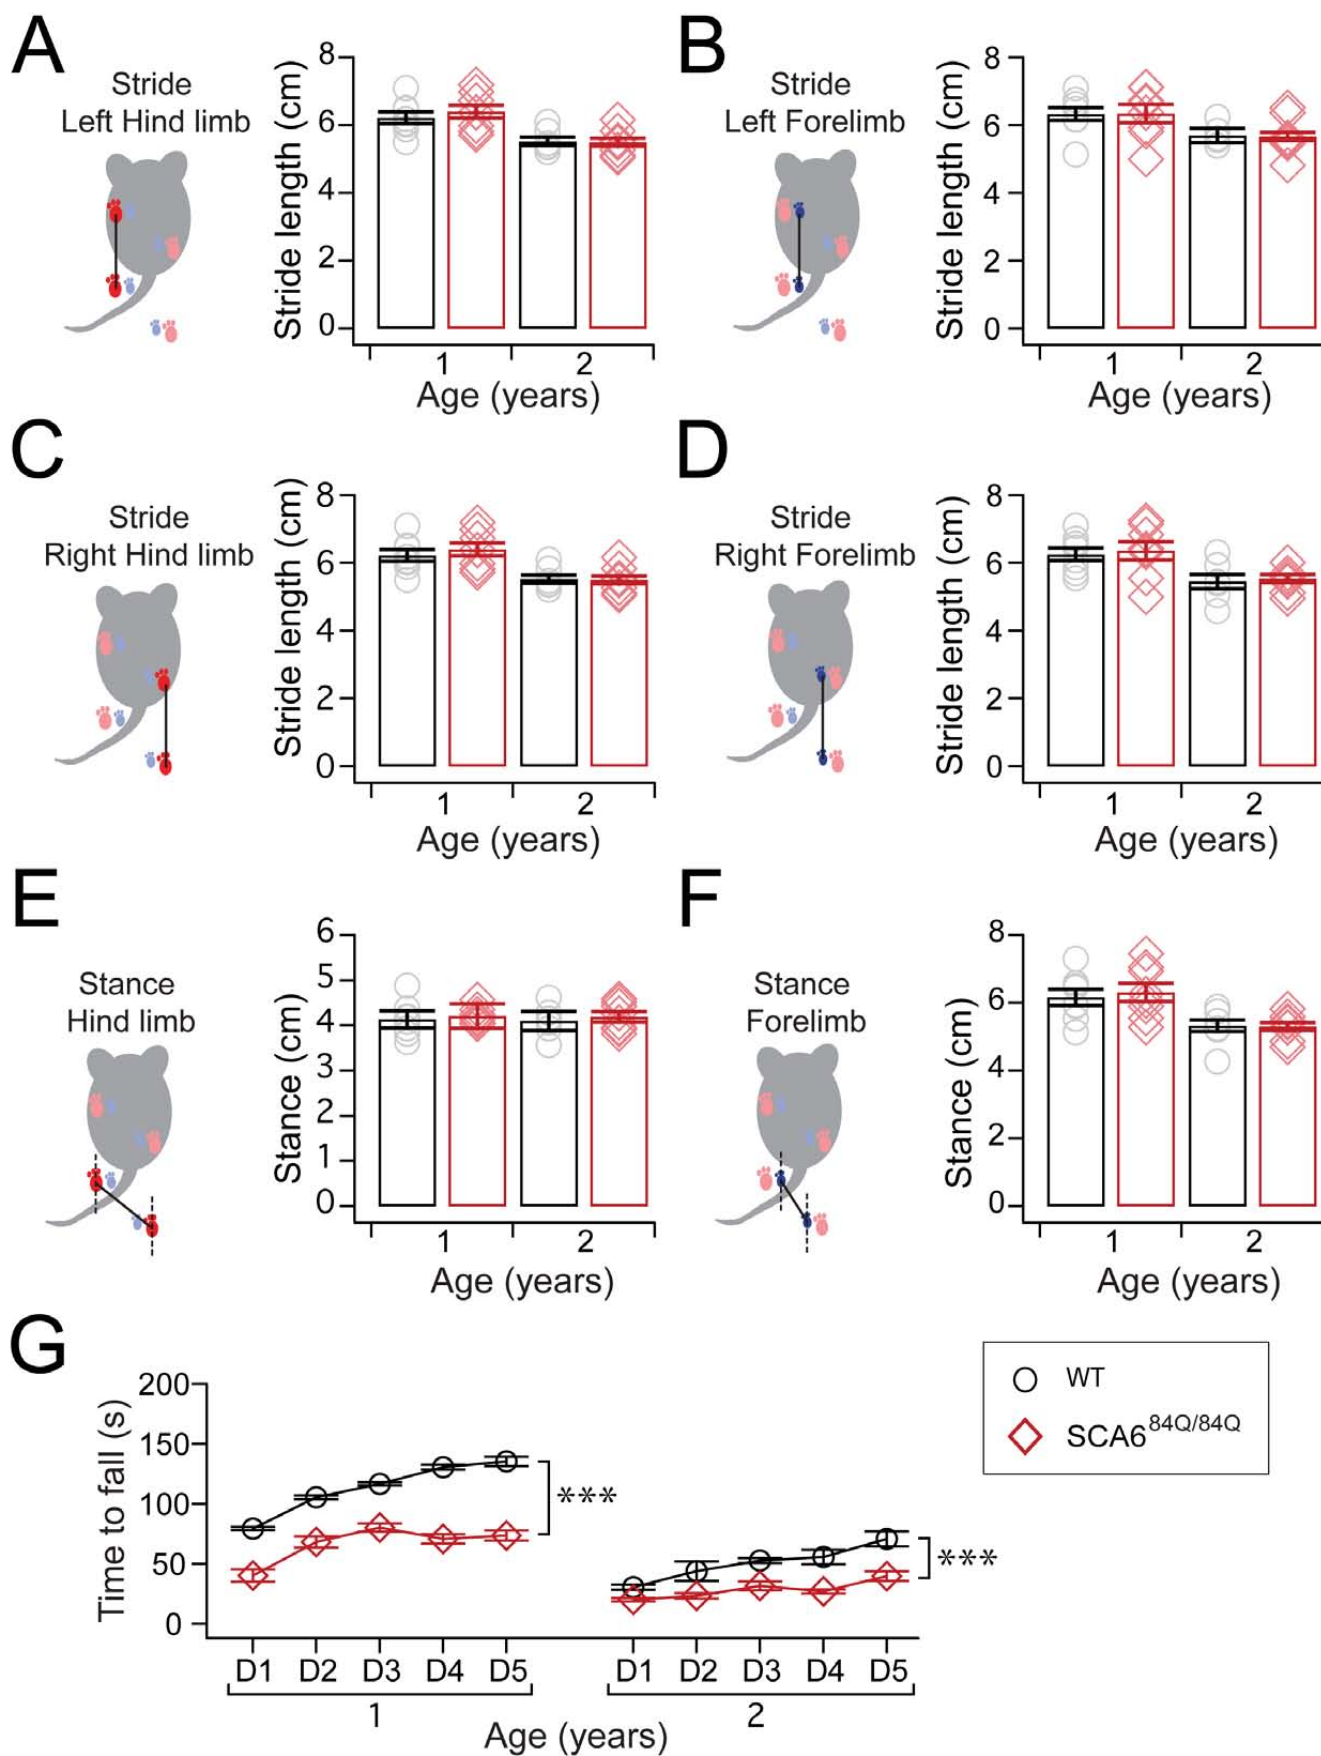 A
Stride
Left Hind limb
Stride length (cm)
8
6
4
2
0
1
2
Age (years)
B
Stride
Left Forelimb
Stride length (cm)
8
6
4
2
0
1
2
Age (years)
C
Stride
Right Hind limb
Stride length (cm)
8
6
4
2
0
1
2
Age (years)
D
Stride
Right Forelimb
Stride length (cm)
8
6
4
2
0
1
2
Age (years)
E
Stance
Hind limb
Stance (cm)
6
5
4
3
2
1
0
1
2
Age (years)
F
Stance
Forelimb
Stance (cm)
8
6
4
2
0
1
2
Age (years)
G
Time to fall (s)
200
150
100
50
0
***
***
D1 D2 D3 D4 D5
D1 D2 D3 D4 D5
1
2
Age (years)
WT
SCA6 84Q/84Q